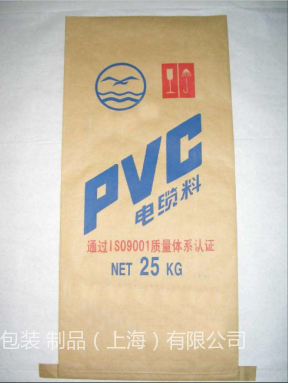 PVC
电缆料
通过ISO9001质量体系认证
NET 25 KG
包装 制品（上海）有限公司